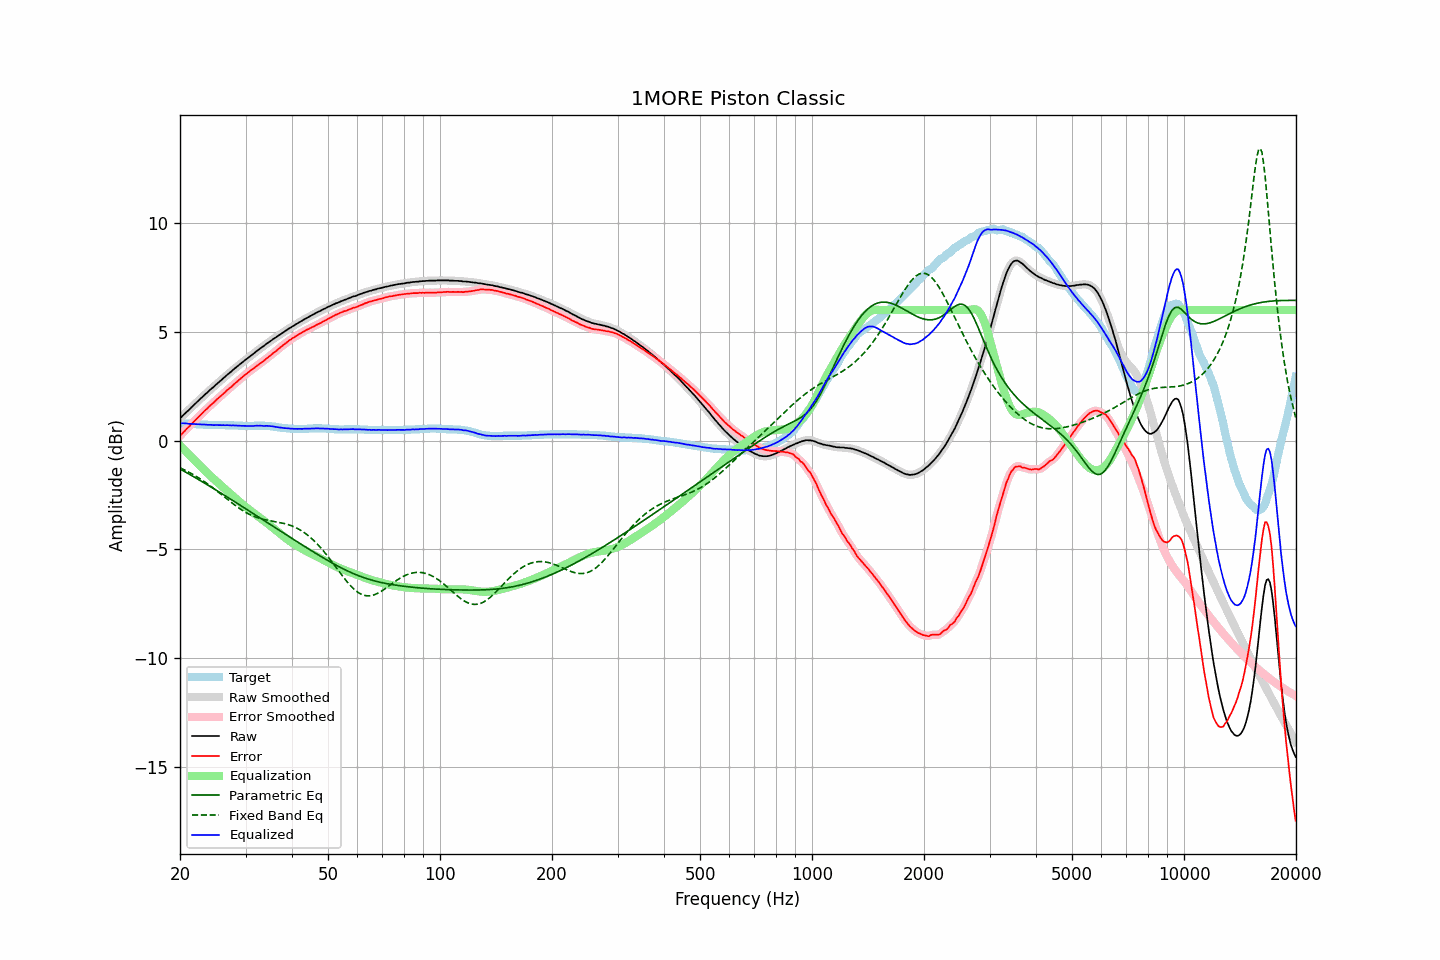 1MORE Piston Classic
Amplitude (dBr)
10
5
0
−5
−10
−15
Target
Raw Smoothed
Error Smoothed
Raw
Error
Equalization
Parametric Eq
Fixed Band Eq
Equalized
20 50 100 200 500 1000 2000 5000 10000 20000
Frequency (Hz)